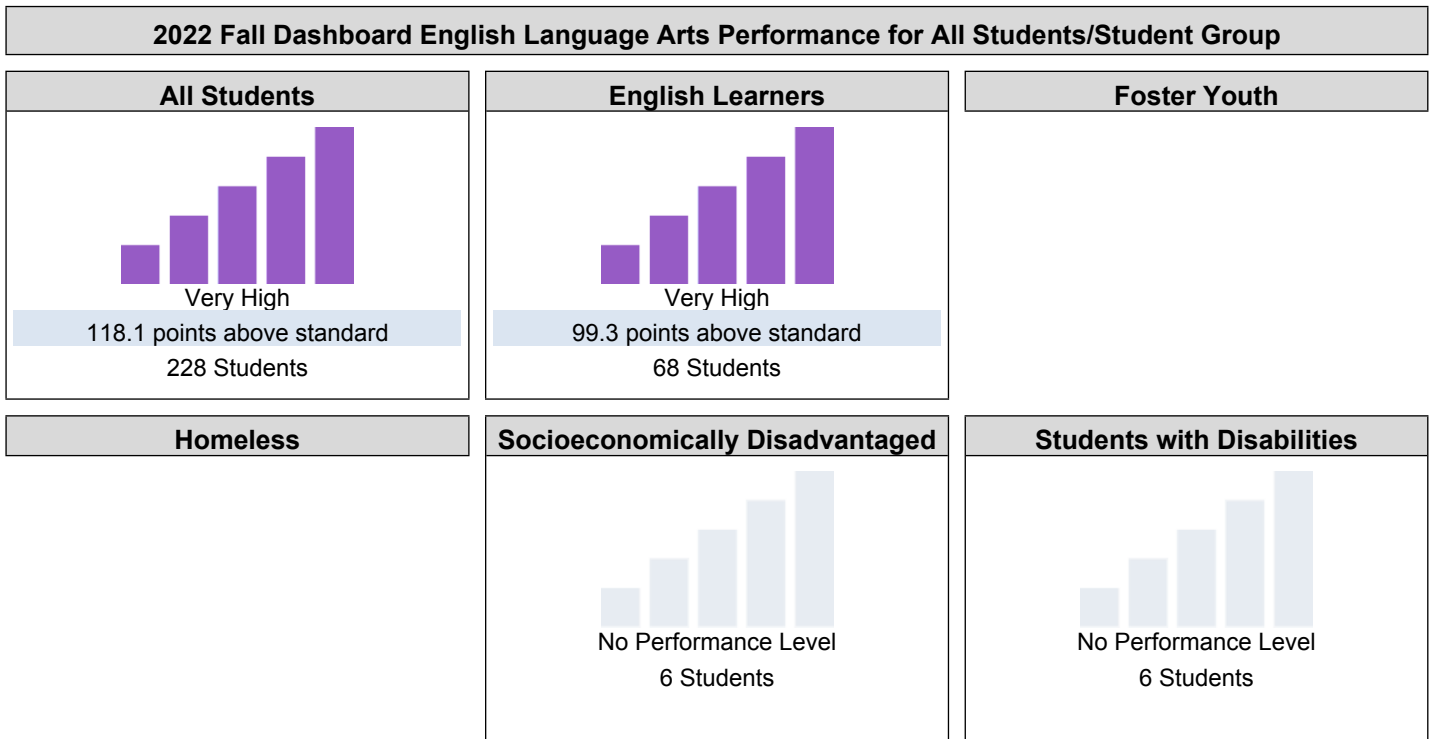 2022 Fall Dashboard English Language Arts Performance for All Students/Student Group
All Students
Very High
118.1 points above standard
228 Students
English Learners
Very High
99.3 points above standard
68 Students
Foster Youth
Homeless
Socioeconomically Disadvantaged
No Performance Level
6 Students
Students with Disabilities
No Performance Level
6 Students